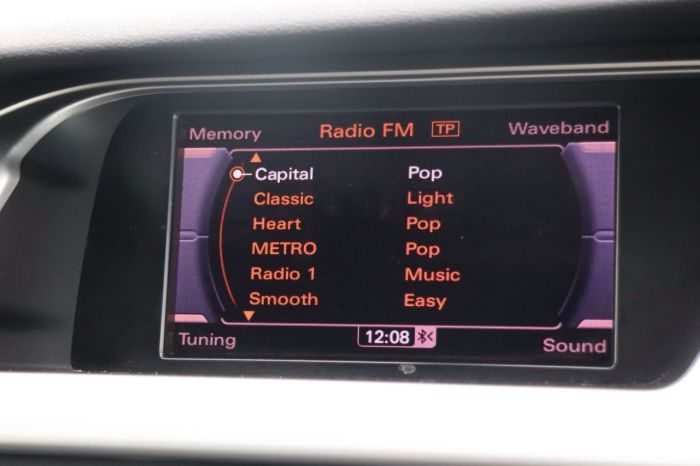 Memory Radio FM TP Waveband
Capital Pop
Classic Light
Heart Pop
METRO Pop
Radio 1 Music
Smooth Easy
Tuning 12:08 Sound